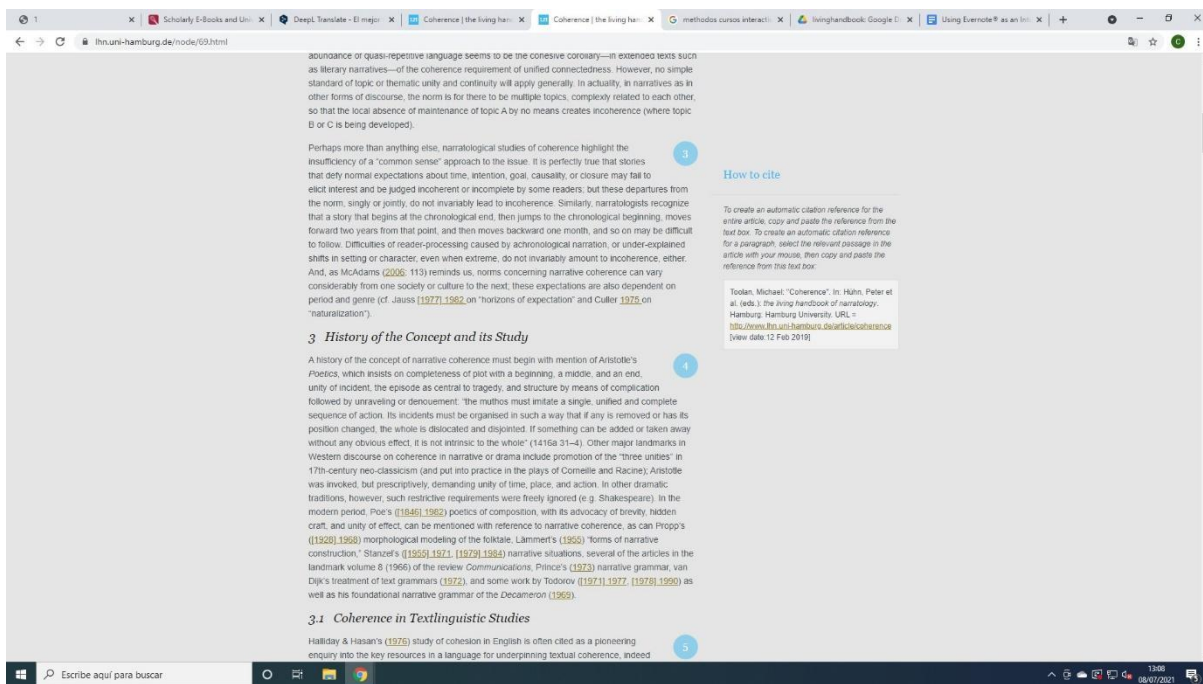 1
Scholarly E-Books and Uni
DeepL Translate - El mejor
Coherence | the living han
Coherence | the living han
methodos cursos interacti
livinghandbook: Google D
Using Evernote® as an In
lhn.uni-hamburg.de/node/69.html
abundance of quasi-repetitive language seems to be the cohesive corollary—in extended texts such
as literary narratives—of the coherence requirement of unified connectedness. However, no simple
standard of topic or thematic unity and continuity will apply generally. In actuality, in narratives as in
other forms of discourse, the norm is for there to be multiple topics, complexly related to each other,
so that the local absence of maintenance of topic A by no means creates incoherence (where topic
B or C is being developed).
Perhaps more than anything else, narratological studies of coherence highlight the
insufficiency of a "common sense" approach to the issue. It is perfectly true that stories
that defy normal expectations about time, intention, goal, causality, or closure may fail to
elicit interest and be judged incoherent or incomplete by some readers; but these departures from
the norm, singly or jointly, do not invariably lead to incoherence. Similarly, narratologists recognize
that a story that begins at the chronological end, then jumps to the chronological beginning, moves
forward two years from that point, and then moves backward one month, and so on may be difficult
to follow. Difficulties of reader-processing caused by achronological narration, or under-explained
shifts in setting or character, even when extreme, do not invariably amount to incoherence, either.
And, as McAdams (2006: 113) reminds us, norms concerning narrative coherence can vary
considerably from one society or culture to the next; these expectations are also dependent on
period and genre (cf. Jauss [1977] 1982 on "horizons of expectation" and Culler 1975 on
"naturalization").
3
3 History of the Concept and its Study
A history of the concept of narrative coherence must begin with mention of Aristotle's
Poetics, which insists on completeness of plot with a beginning, a middle, and an end,
unity of incident, the episode as central to tragedy, and structure by means of complication
followed by unraveling or denouement: "the muthos must imitate a single, unified and complete
sequence of action. Its incidents must be organised in such a way that if any is removed or has its
position changed, the whole is dislocated and disjointed. If something can be added or taken away
without any obvious effect, it is not intrinsic to the whole" (1416a 31–4). Other major landmarks in
Western discourse on coherence in narrative or drama include promotion of the "three unities" in
17th-century neo-classicism (and put into practice in the plays of Corneille and Racine); Aristotle
was invoked, but prescriptively, demanding unity of time, place, and action. In other dramatic
traditions, however, such restrictive requirements were freely ignored (e.g. Shakespeare). In the
modern period, Poe's ([1846] 1982) poetics of composition, with its advocacy of brevity, hidden
craft, and unity of effect, can be mentioned with reference to narrative coherence, as can Propp's
([1928] 1968) morphological modeling of the folktale, Lämmert's (1955) "forms of narrative
construction," Stanzel's ([1955] 1971, [1979] 1984) narrative situations, several of the articles in the
landmark volume 8 (1966) of the review Communications, Prince's (1973) narrative grammar, van
Dijk's treatment of text grammars (1972), and some work by Todorov ([1971] 1977, [1978] 1990) as
well as his foundational narrative grammar of the Decameron (1969).
4
3.1 Coherence in Textlinguistic Studies
Halliday & Hasan's (1976) study of cohesion in English is often cited as a pioneering
enquiry into the key resources in a language for underpinning textual coherence, indeed
5
How to cite
To create an automatic citation reference for the
entire article, copy and paste the reference from the
text box. To create an automatic citation reference
for a paragraph, select the relevant passage in the
article with your mouse, then copy and paste the
reference from this text box:
Toolan, Michael: "Coherence". In: Hühn, Peter et
al. (eds.): the living handbook of narratology.
Hamburg: Hamburg University. URL =
http://www.lhn.uni-hamburg.de/article/coherence
[view date:12 Feb 2019]
Escribe aquí para buscar
13:08
08/07/2021